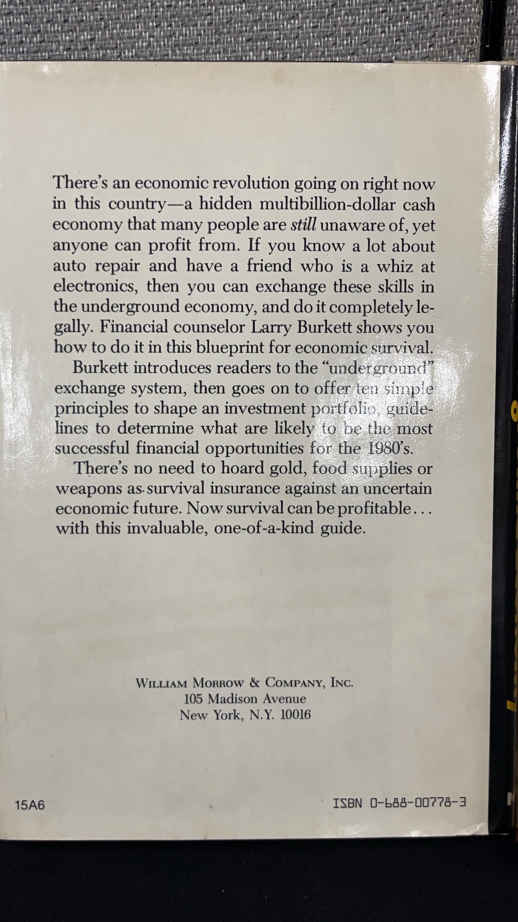 There's an economic revolution going on right now
in this country—a hidden multibillion-dollar cash
economy that many people are still unaware of, yet
anyone can profit from. If you know a lot about
auto repair and have a friend who is a whiz at
electronics, then you can exchange these skills in
the underground economy, and do it completely le-
gally. Financial counselor Larry Burkett shows you
how to do it in this blueprint for economic survival.
Burkett introduces readers to the "underground"
exchange system, then goes on to offer ten simple
principles to shape an investment portfolio, guide-
lines to determine what are likely to be the most
successful financial opportunities for the 1980's.
There's no need to hoard gold, food supplies or
weapons as survival insurance against an uncertain
economic future. Now survival can be profitable...
with this invaluable, one-of-a-kind guide.
WILLIAM MORROW & COMPANY, INC.
105 Madison Avenue
New York, N.Y. 10016
15A6
ISBN 0-688-00778-3